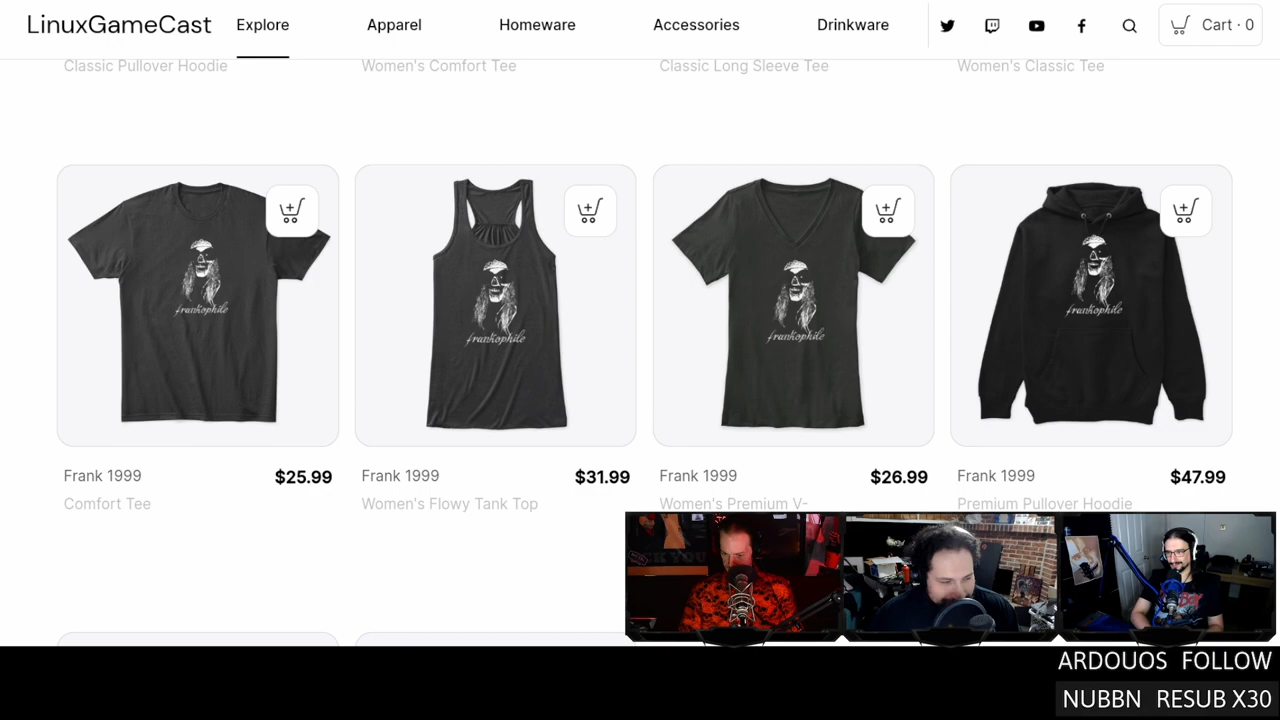 LinuxGameCast Explore Apparel Homeware Accessories Drinkware Cart · 0
Classic Pullover Hoodie Women's Comfort Tee Classic Long Sleeve Tee Women's Classic Tee
frankophile frankophile frankophile frankophile
Frank 1999 $25.99 Frank 1999 $31.99 Frank 1999 $26.99 Frank 1999 $47.99
Comfort Tee Women's Flowy Tank Top Women's Premium V- Premium Pullover Hoodie
ARDOUOS FOLLOW
NUBBN RESUB X30